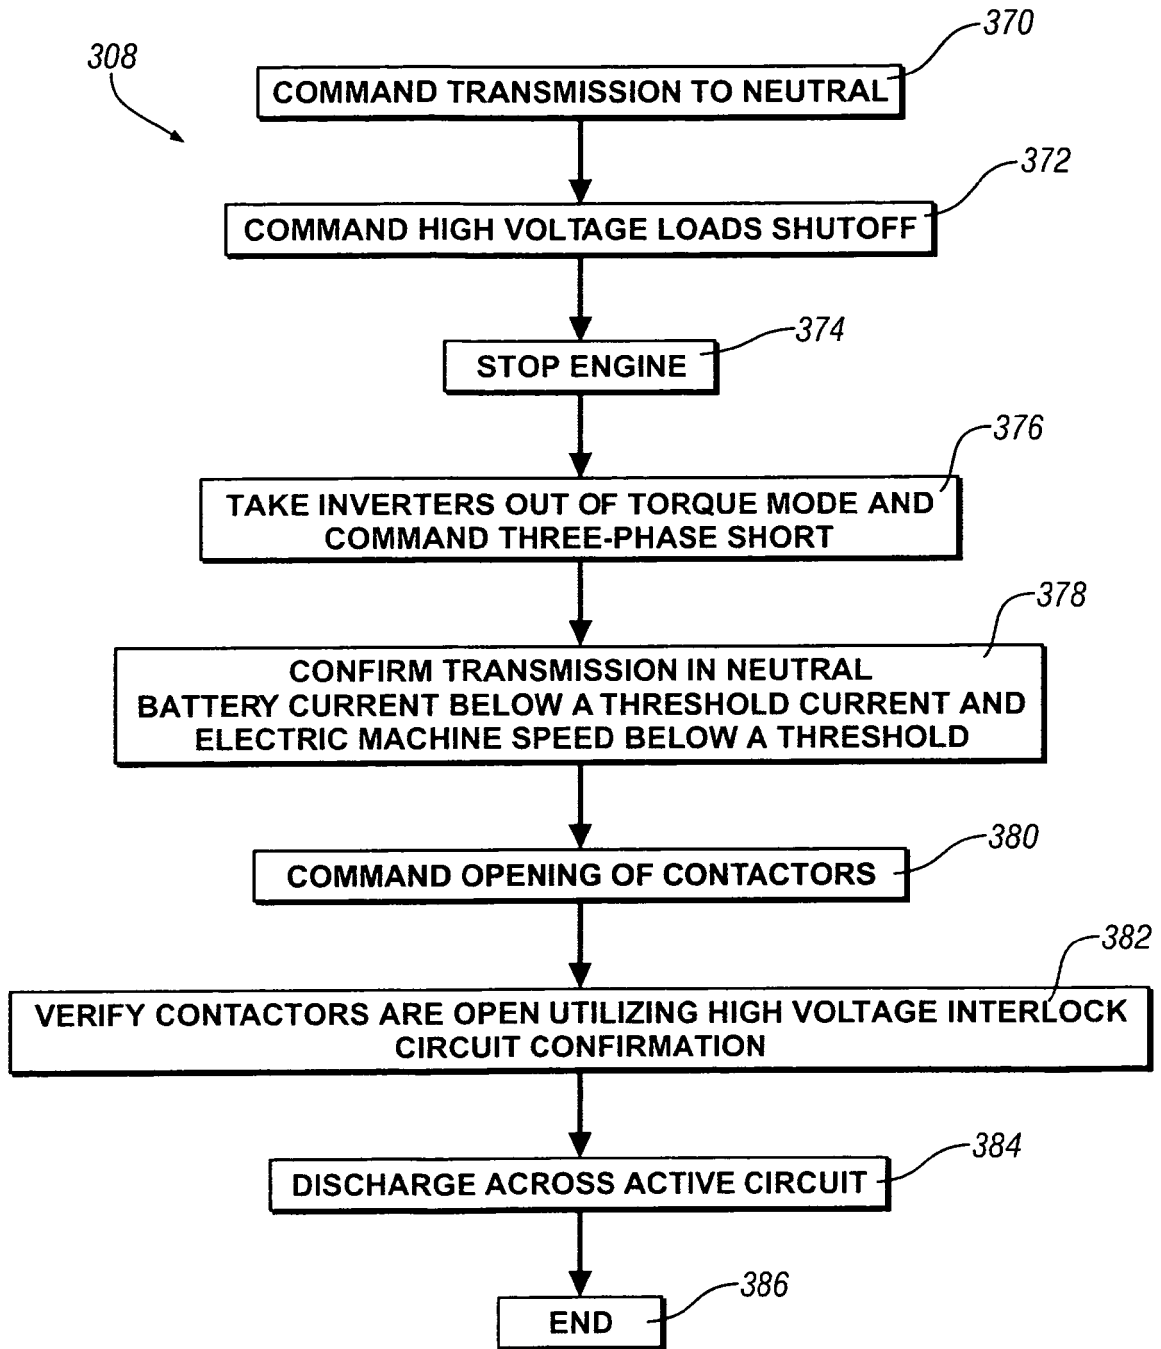 370
308
COMMAND TRANSMISSION TO NEUTRAL
372
COMMAND HIGH VOLTAGE LOADS SHUTOFF
374
STOP ENGINE
376
TAKE INVERTERS OUT OF TORQUE MODE AND
COMMAND THREE-PHASE SHORT
378
CONFIRM TRANSMISSION IN NEUTRAL
BATTERY CURRENT BELOW A THRESHOLD CURRENT AND
ELECTRIC MACHINE SPEED BELOW A THRESHOLD
380
COMMAND OPENING OF CONTACTORS
382
VERIFY CONTACTORS ARE OPEN UTILIZING HIGH VOLTAGE INTERLOCK
CIRCUIT CONFIRMATION
384
DISCHARGE ACROSS ACTIVE CIRCUIT
386
END